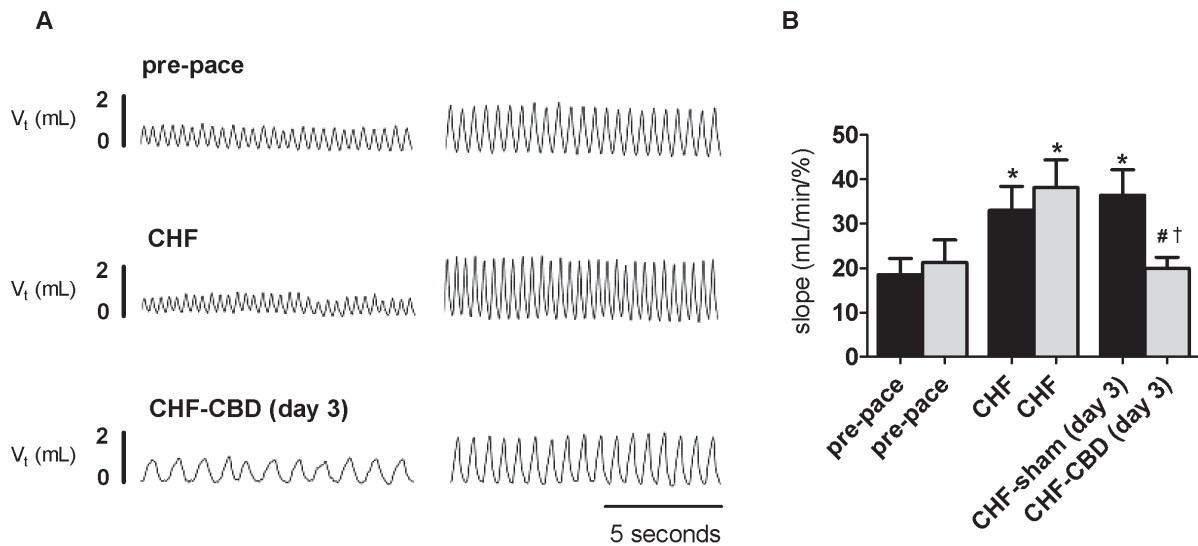 A
pre-pace
Vt (mL)
2
0
CHF
Vt (mL)
2
0
CHF-CBD (day 3)
Vt (mL)
2
0
5 seconds
B
slope (mL/min/%)
50
40
30
20
10
0
*
*
*
# †
pre-pace
pre-pace
CHF
CHF
CHF-sham (day 3)
CHF-CBD (day 3)